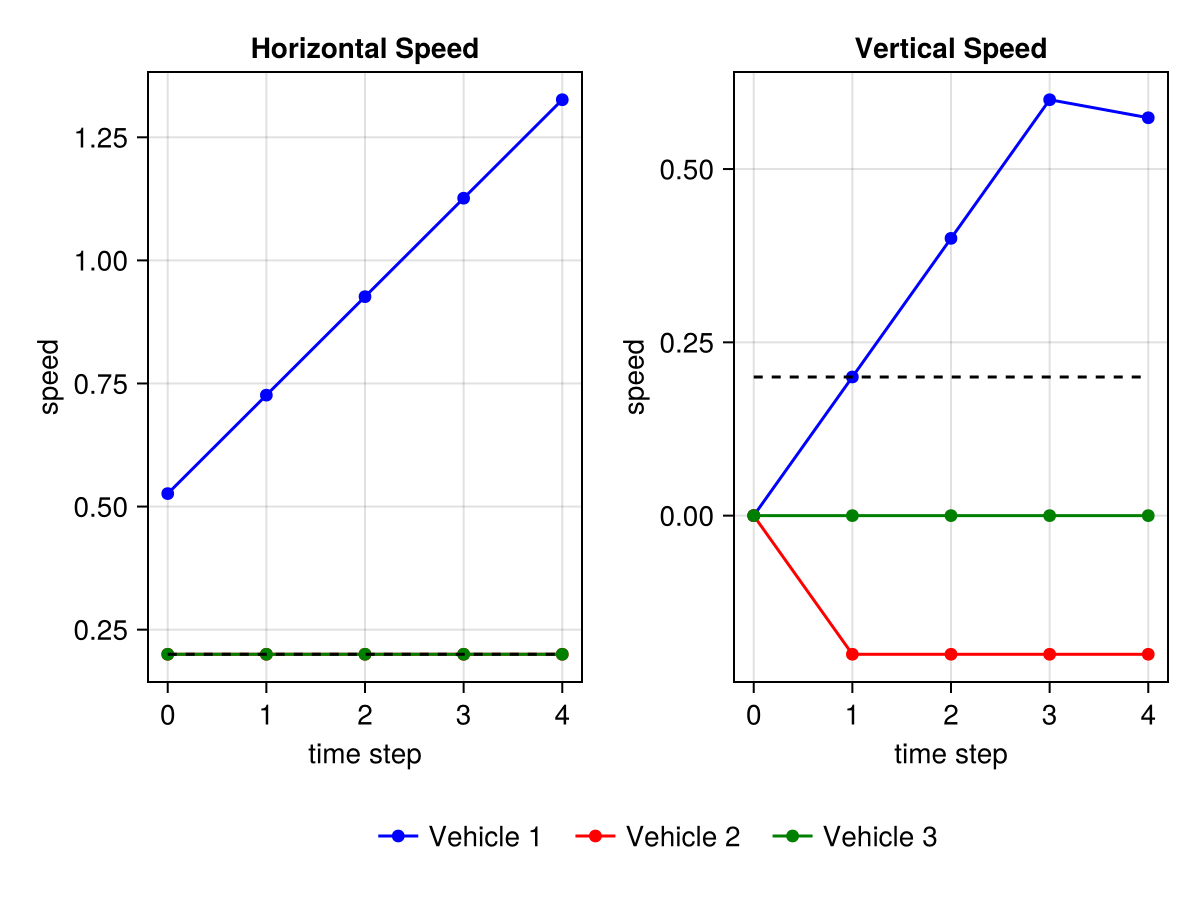 Horizontal Speed
speed
1.25
1.00
0.75
0.50
0.25
0 1 2 3 4
time step
Vertical Speed
speed
0.50
0.25
0.00
0 1 2 3 4
time step
Vehicle 1 Vehicle 2 Vehicle 3